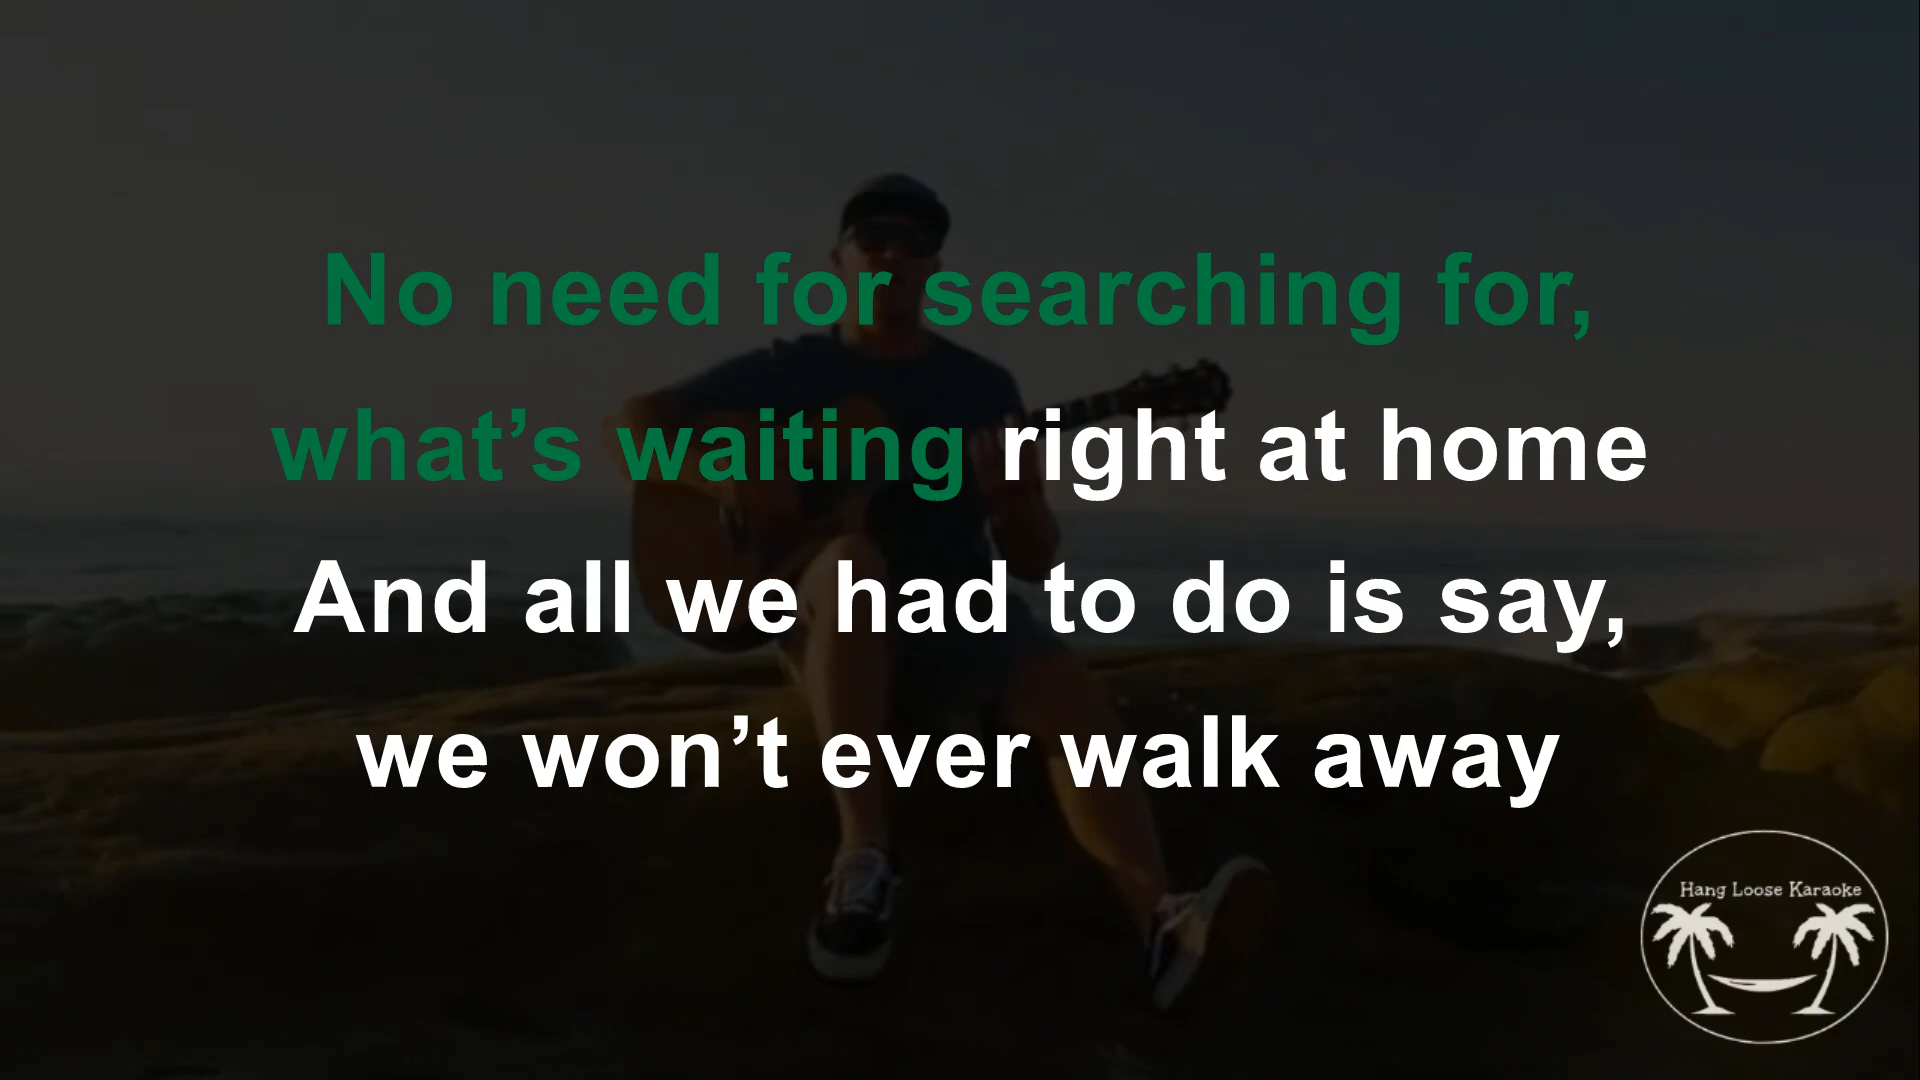 No need for searching for,
what’s waiting right at home
And all we had to do is say,
we won’t ever walk away
Hang Loose Karaoke